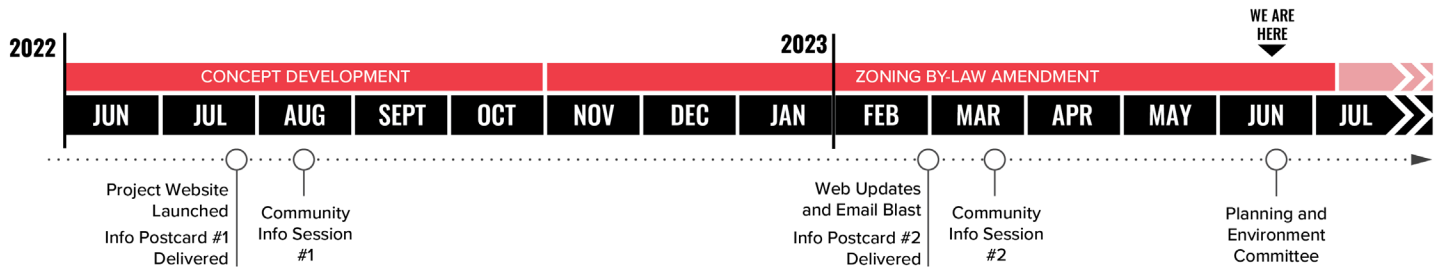 WE ARE
HERE
2022
2023
CONCEPT DEVELOPMENT
ZONING BY-LAW AMENDMENT
JUN JUL AUG SEPT OCT NOV DEC JAN FEB MAR APR MAY JUN JUL
Project Website
Launched
Info Postcard #1
Delivered
Community
Info Session
#1
Web Updates
and Email Blast
Info Postcard #2
Delivered
Community
Info Session
#2
Planning and
Environment
Committee